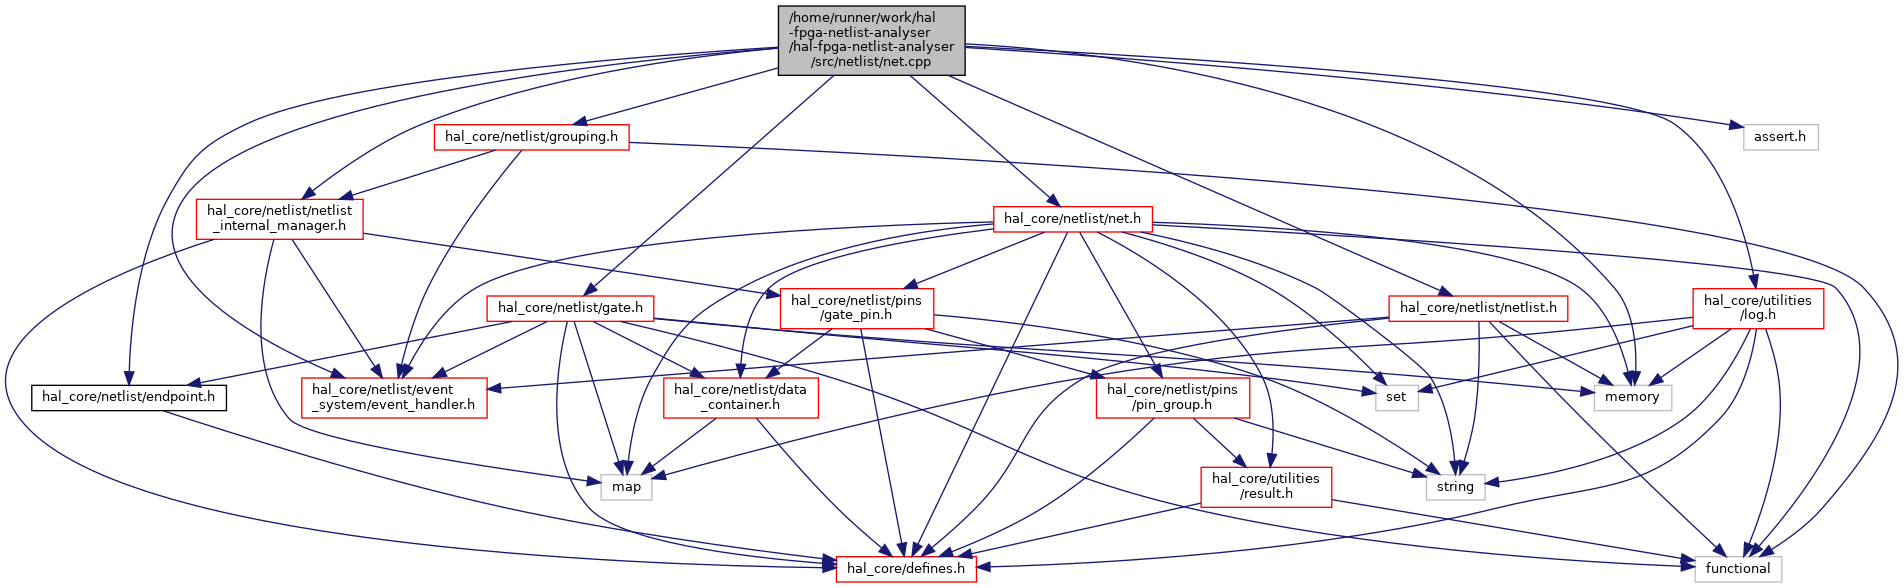 /home/runner/work/hal
-fpga-netlist-analyser
/hal-fpga-netlist-analyser
/src/netlist/net.cpp
hal_core/netlist/grouping.h
assert.h
hal_core/netlist/netlist
_internal_manager.h
hal_core/netlist/net.h
hal_core/netlist/gate.h
hal_core/netlist/pins
/gate_pin.h
hal_core/netlist/netlist.h
hal_core/utilities
/log.h
hal_core/netlist/endpoint.h
hal_core/netlist/event
_system/event_handler.h
hal_core/netlist/data
_container.h
hal_core/netlist/pins
/pin_group.h
set
memory
map
hal_core/utilities
/result.h
string
hal_core/defines.h
functional